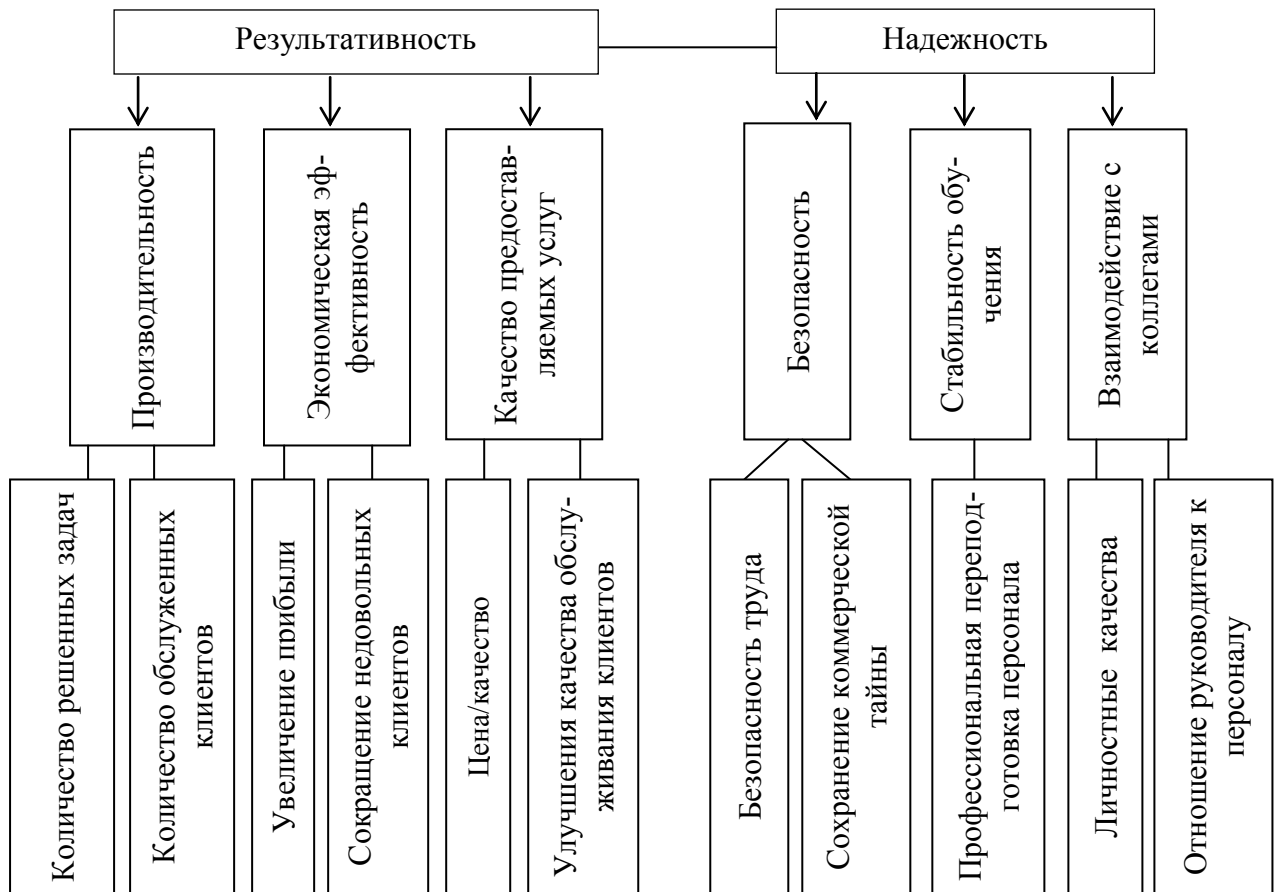 Результативность
Надежность
Производительность
Экономическая эф-
фективность
Качество предостав-
ляемых услуг
Безопасность
Стабильность обу-
чения
Взаимодействие с
коллегами
Количество решенных задач
Количество обслуженных
клиентов
Увеличение прибыли
Сокращение недовольных
клиентов
Цена/качество
Улучшения качества обслу-
живания клиентов
Безопасность труда
Сохранение коммерческой
тайны
Профессиональная перепод-
готовка персонала
Личностные качества
Отношение руководителя к
персоналу